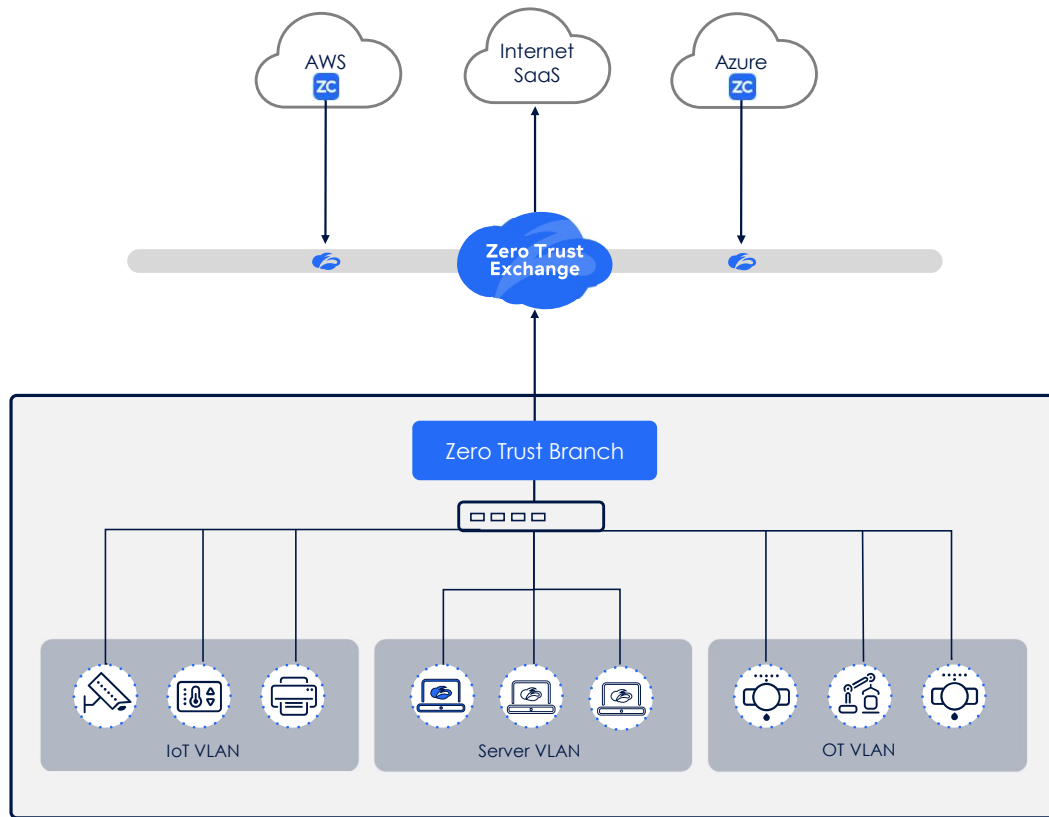 AWS
ZC
Internet
SaaS
Azure
ZC
Zero Trust
Exchange
Zero Trust Branch
IoT VLAN
Server VLAN
OT VLAN